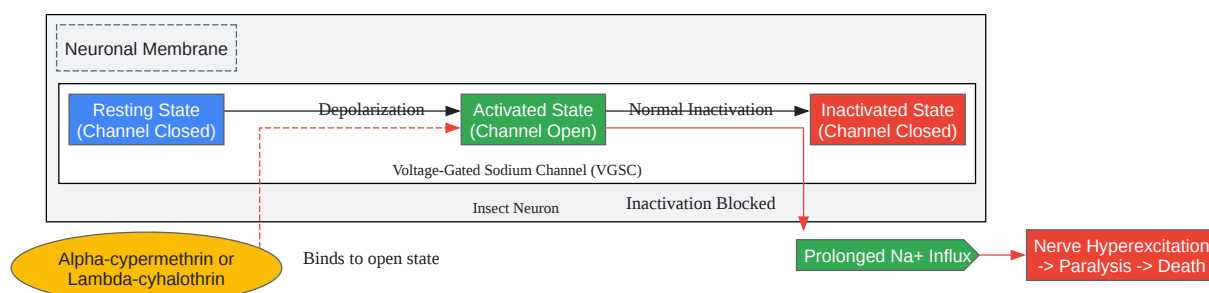 Neuronal Membrane
Resting State
(Channel Closed)
Depolarization
Activated State
(Channel Open)
Normal Inactivation
Inactivated State
(Channel Closed)
Voltage-Gated Sodium Channel (VGSC)
Insect Neuron
Inactivation Blocked
Alpha-cypermethrin or
Lambda-cyhalothrin
Binds to open state
Prolonged Na+ Influx
Nerve Hyperexcitation
-> Paralysis -> Death